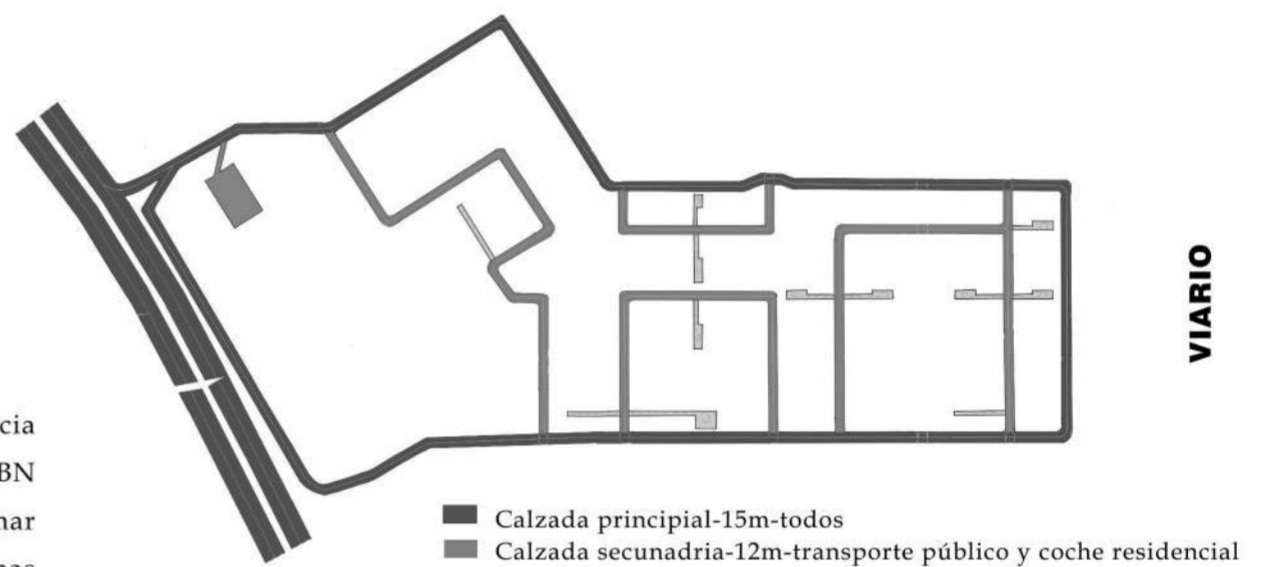 VIARIO
cia
BN
nar
Calzada principial-15m-todos
Calzada secunadria-12m-transporte público y coche residencial